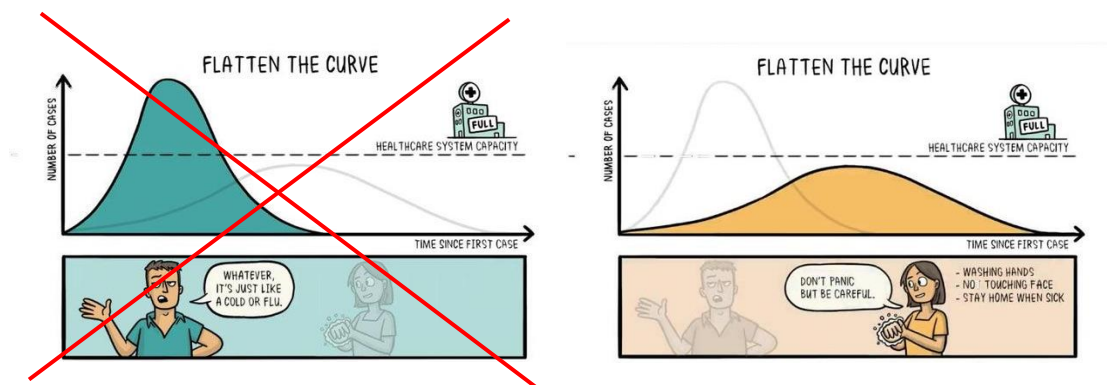 FLATTEN THE CURVE
NUMBER OF CASES
FULL
HEALTHCARE SYSTEM CAPACITY
TIME SINCE FIRST CASE
WHATEVER,
IT'S JUST LIKE
A COLD OR FLU.
FLATTEN THE CURVE
NUMBER OF CASES
FULL
HEALTHCARE SYSTEM CAPACITY
TIME SINCE FIRST CASE
DON'T PANIC
BUT BE CAREFUL.
- WASHING HANDS
- NOT TOUCHING FACE
- STAY HOME WHEN SICK